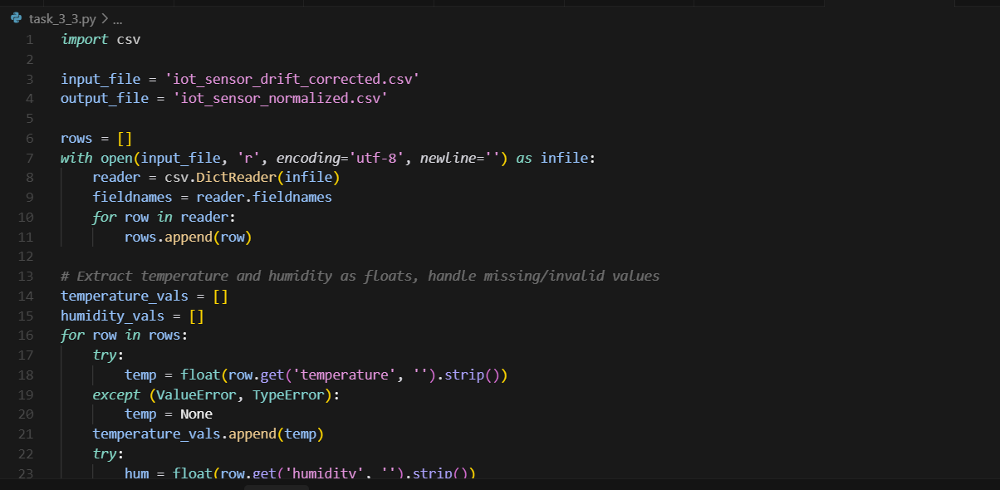 task_3_3.py > ...
1 import csv
2
3 input_file = 'iot_sensor_drift_corrected.csv'
4 output_file = 'iot_sensor_normalized.csv'
5
6 rows = []
7 with open(input_file, 'r', encoding='utf-8', newline='') as infile:
8     reader = csv.DictReader(infile)
9     fieldnames = reader.fieldnames
10     for row in reader:
11         rows.append(row)
12
13 # Extract temperature and humidity as floats, handle missing/invalid values
14 temperature_vals = []
15 humidity_vals = []
16 for row in rows:
17     try:
18         temp = float(row.get('temperature', '').strip())
19     except (ValueError, TypeError):
20         temp = None
21     temperature_vals.append(temp)
22     try:
23         hum = float(row.get('humidity', '').strip())